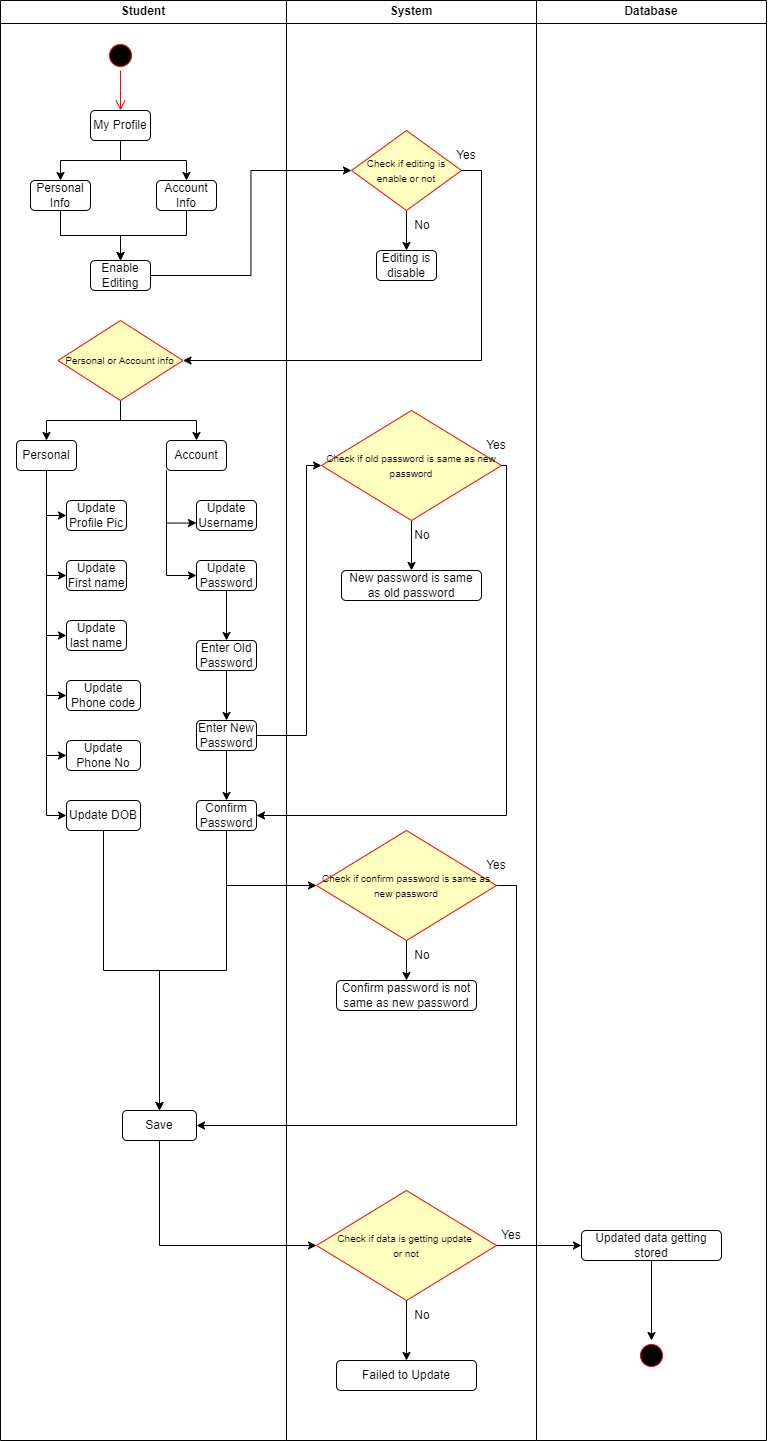 Student
System
Database
My Profile
Personal
Info
Account
Info
Enable
Editing
Check if editing is
enable or not
Yes
No
Editing is
disable
Personal or Account info
Personal
Account
Update
Profile Pic
Update
First name
Update
last name
Update
Phone code
Update
Phone No
Update DOB
Update
Username
Update
Password
Enter Old
Password
Enter New
Password
Confirm
Password
Check if old password is same as new
password
Yes
No
New password is same
as old password
Check if confirm password is same as
new password
Yes
No
Confirm password is not
same as new password
Save
Check if data is getting update
or not
Yes
No
Failed to Update
Updated data getting
stored